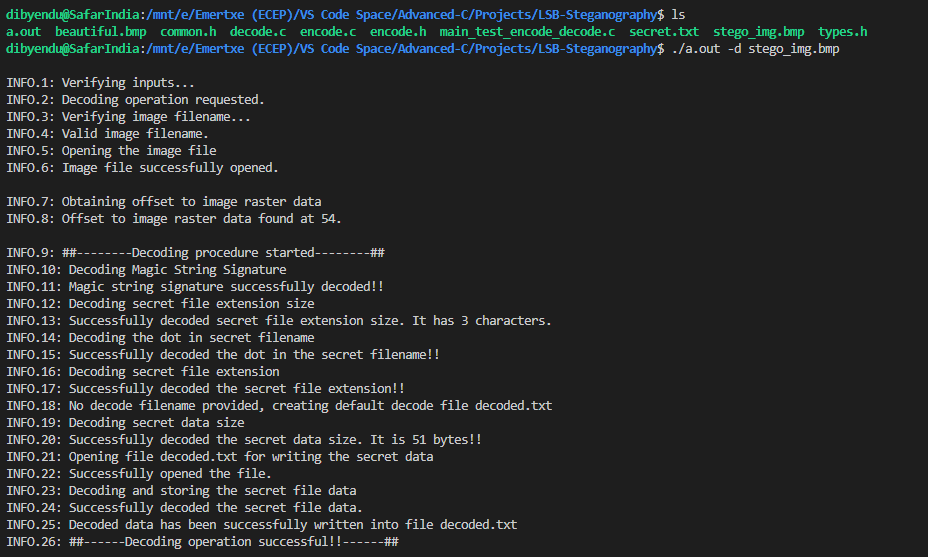 dibyendu@SafarIndia:/mnt/e/Emertxe (ECEP)/VS Code Space/Advanced-C/Projects/LSB-Steganography$ ls
a.out  beautiful.bmp  common.h  decode.c  encode.c  encode.h  main_test_encode_decode.c  secret.txt  stego_img.bmp  types.h
dibyendu@SafarIndia:/mnt/e/Emertxe (ECEP)/VS Code Space/Advanced-C/Projects/LSB-Steganography$ ./a.out -d stego_img.bmp
INFO.1: Verifying inputs...
INFO.2: Decoding operation requested.
INFO.3: Verifying image filename...
INFO.4: Valid image filename.
INFO.5: Opening the image file
INFO.6: Image file successfully opened.
INFO.7: Obtaining offset to image raster data
INFO.8: Offset to image raster data found at 54.
INFO.9: ##--------Decoding procedure started--------##
INFO.10: Decoding Magic String Signature
INFO.11: Magic string signature successfully decoded!!
INFO.12: Decoding secret file extension size
INFO.13: Successfully decoded secret file extension size. It has 3 characters.
INFO.14: Decoding the dot in secret filename
INFO.15: Successfully decoded the dot in the secret filename!!
INFO.16: Decoding secret file extension
INFO.17: Successfully decoded the secret file extension!!
INFO.18: No decode filename provided, creating default decode file decoded.txt
INFO.19: Decoding secret data size
INFO.20: Successfully decoded the secret data size. It is 51 bytes!!
INFO.21: Opening file decoded.txt for writing the secret data
INFO.22: Successfully opened the file.
INFO.23: Decoding and storing the secret file data
INFO.24: Successfully decoded the secret file data.
INFO.25: Decoded data has been successfully written into file decoded.txt
INFO.26: ##------Decoding operation successful!!------##